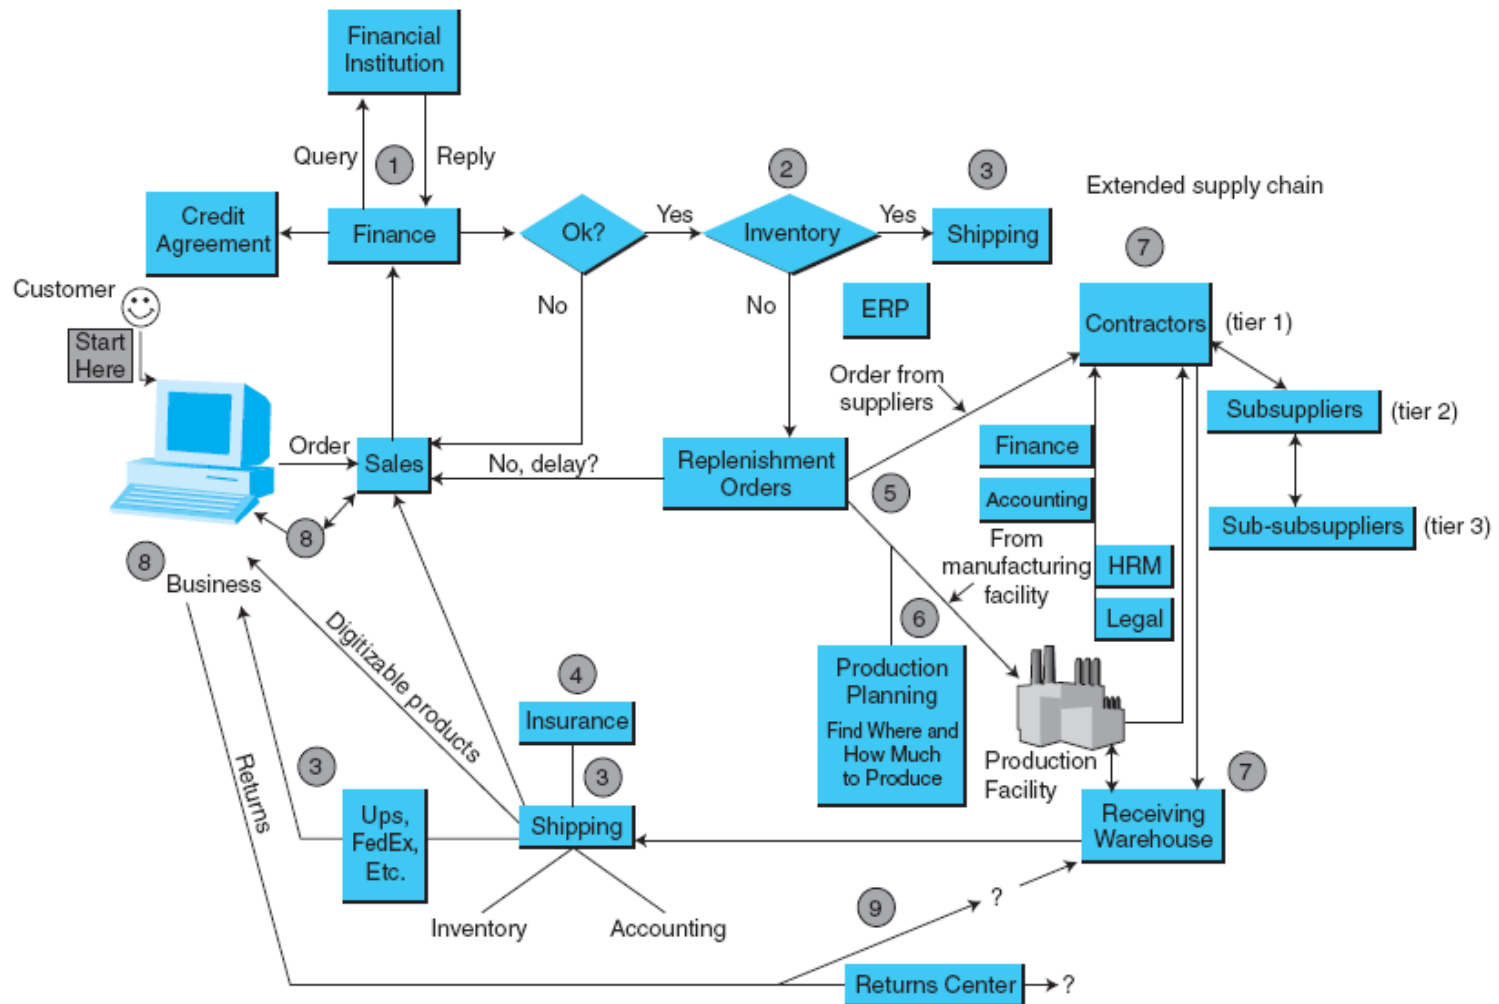 Financial
Institution
Query
1
Reply
2
3
Extended supply chain
Credit
Agreement
Finance
Ok?
Yes
Inventory
Yes
Shipping
7
Customer
Start
Here
No
No
ERP
Contractors
(tier 1)
Order from
suppliers
Subsuppliers
(tier 2)
Order
Sales
No, delay?
Replenishment
Orders
5
Finance
Accounting
Sub-subsuppliers
(tier 3)
8
From
manufacturing
facility
HRM
Legal
8
Business
6
Digitizable products
Production
Planning
Find Where and
How Much
to Produce
4
Insurance
Returns
3
3
Production
Facility
7
Ups,
FedEx,
Etc.
Shipping
Receiving
Warehouse
Inventory
Accounting
9
?
Returns Center
?